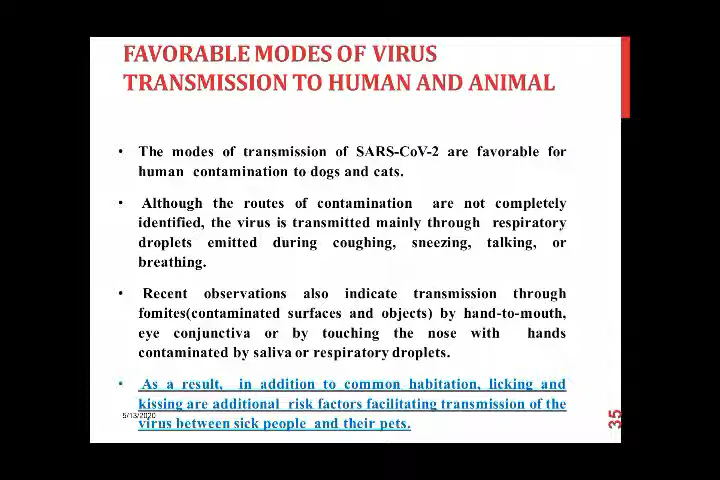 FAVORABLE MODES OF VIRUS
TRANSMISSION TO HUMAN AND ANIMAL
• The modes of transmission of SARS-CoV-2 are favorable for
human contamination to dogs and cats.
• Although the routes of contamination are not completely
identified, the virus is transmitted mainly through respiratory
droplets emitted during coughing, sneezing, talking, or
breathing.
• Recent observations also indicate transmission through
fomites(contaminated surfaces and objects) by hand-to-mouth,
eye conjunctiva or by touching the nose with hands
contaminated by saliva or respiratory droplets.
• As a result, in addition to common habitation, licking and
kissing are additional risk factors facilitating transmission of the
virus between sick people and their pets.
5/13/2020
35